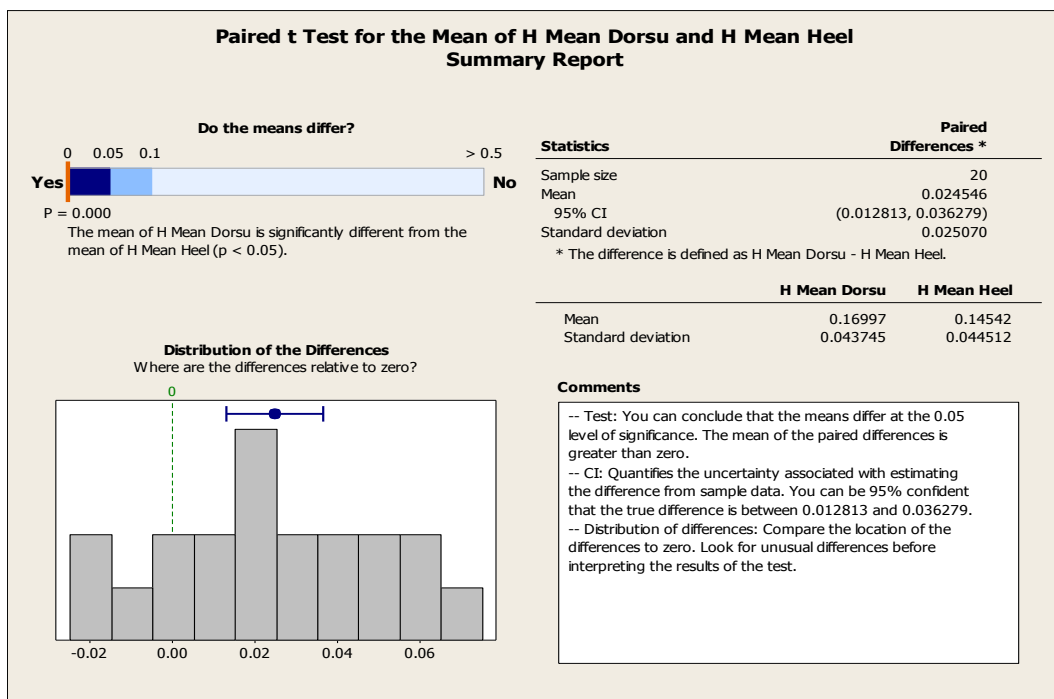 Paired t Test for the Mean of H Mean Dorsu and H Mean Heel
Summary Report
Do the means differ?
0 0.05 0.1 > 0.5
Yes No
P = 0.000
The mean of H Mean Dorsu is significantly different from the
mean of H Mean Heel (p < 0.05).
Paired
Statistics Differences *
Sample size 20
Mean 0.024546
95% CI (0.012813, 0.036279)
Standard deviation 0.025070
* The difference is defined as H Mean Dorsu - H Mean Heel.
H Mean Dorsu H Mean Heel
Mean 0.16997 0.14542
Standard deviation 0.043745 0.044512
Distribution of the Differences
Where are the differences relative to zero?
0
-0.02 0.00 0.02 0.04 0.06
Comments
-- Test: You can conclude that the means differ at the 0.05
level of significance. The mean of the paired differences is
greater than zero.
-- CI: Quantifies the uncertainty associated with estimating
the difference from sample data. You can be 95% confident
that the true difference is between 0.012813 and 0.036279.
-- Distribution of differences: Compare the location of the
differences to zero. Look for unusual differences before
interpreting the results of the test.